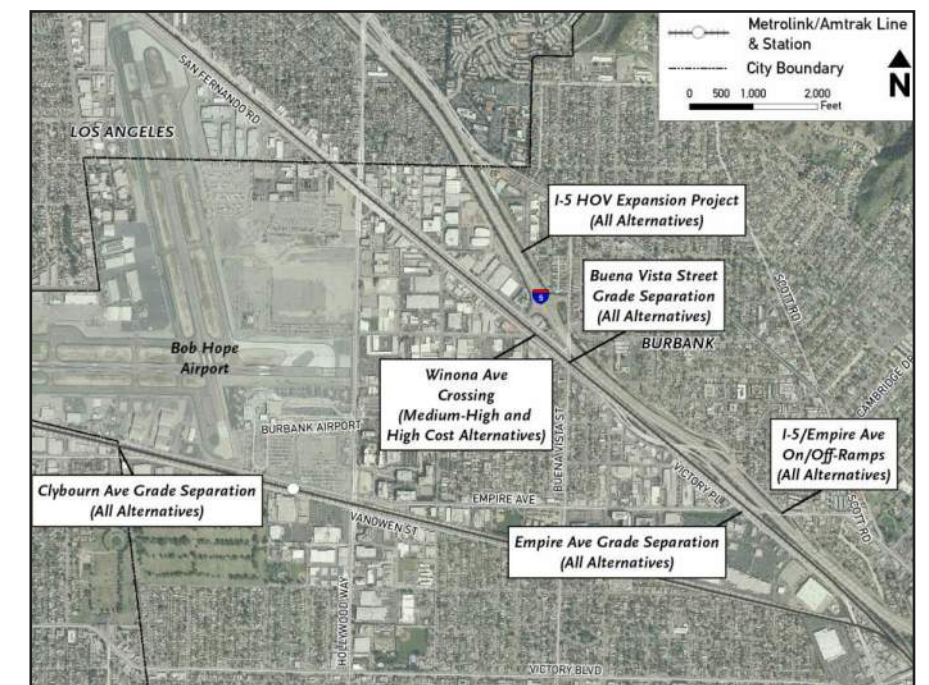 Metrolink/Amtrak Line
& Station
City Boundary
0 500 1,000 2,000
Feet
N
SAN FERNANDO RD
LOS ANGELES
I-5 HOV Expansion Project
(All Alternatives)
Buena Vista Street
Grade Separation
(All Alternatives)
5
SCOTT RD
BURBANK
Bob Hope
Airport
Winona Ave
Crossing
(Medium-High and
High Cost Alternatives)
CAMBRIDGE DR
BURBANK AIRPORT
BUENA VISTA ST
I-5/Empire Ave
On/Off-Ramps
(All Alternatives)
VICTORY PL
Clybourn Ave Grade Separation
(All Alternatives)
EMPIRE AVE
SCOTT RD
VANOWEN ST
Empire Ave Grade Separation
(All Alternatives)
HOLLYWOOD WAY
VICTORY BLVD